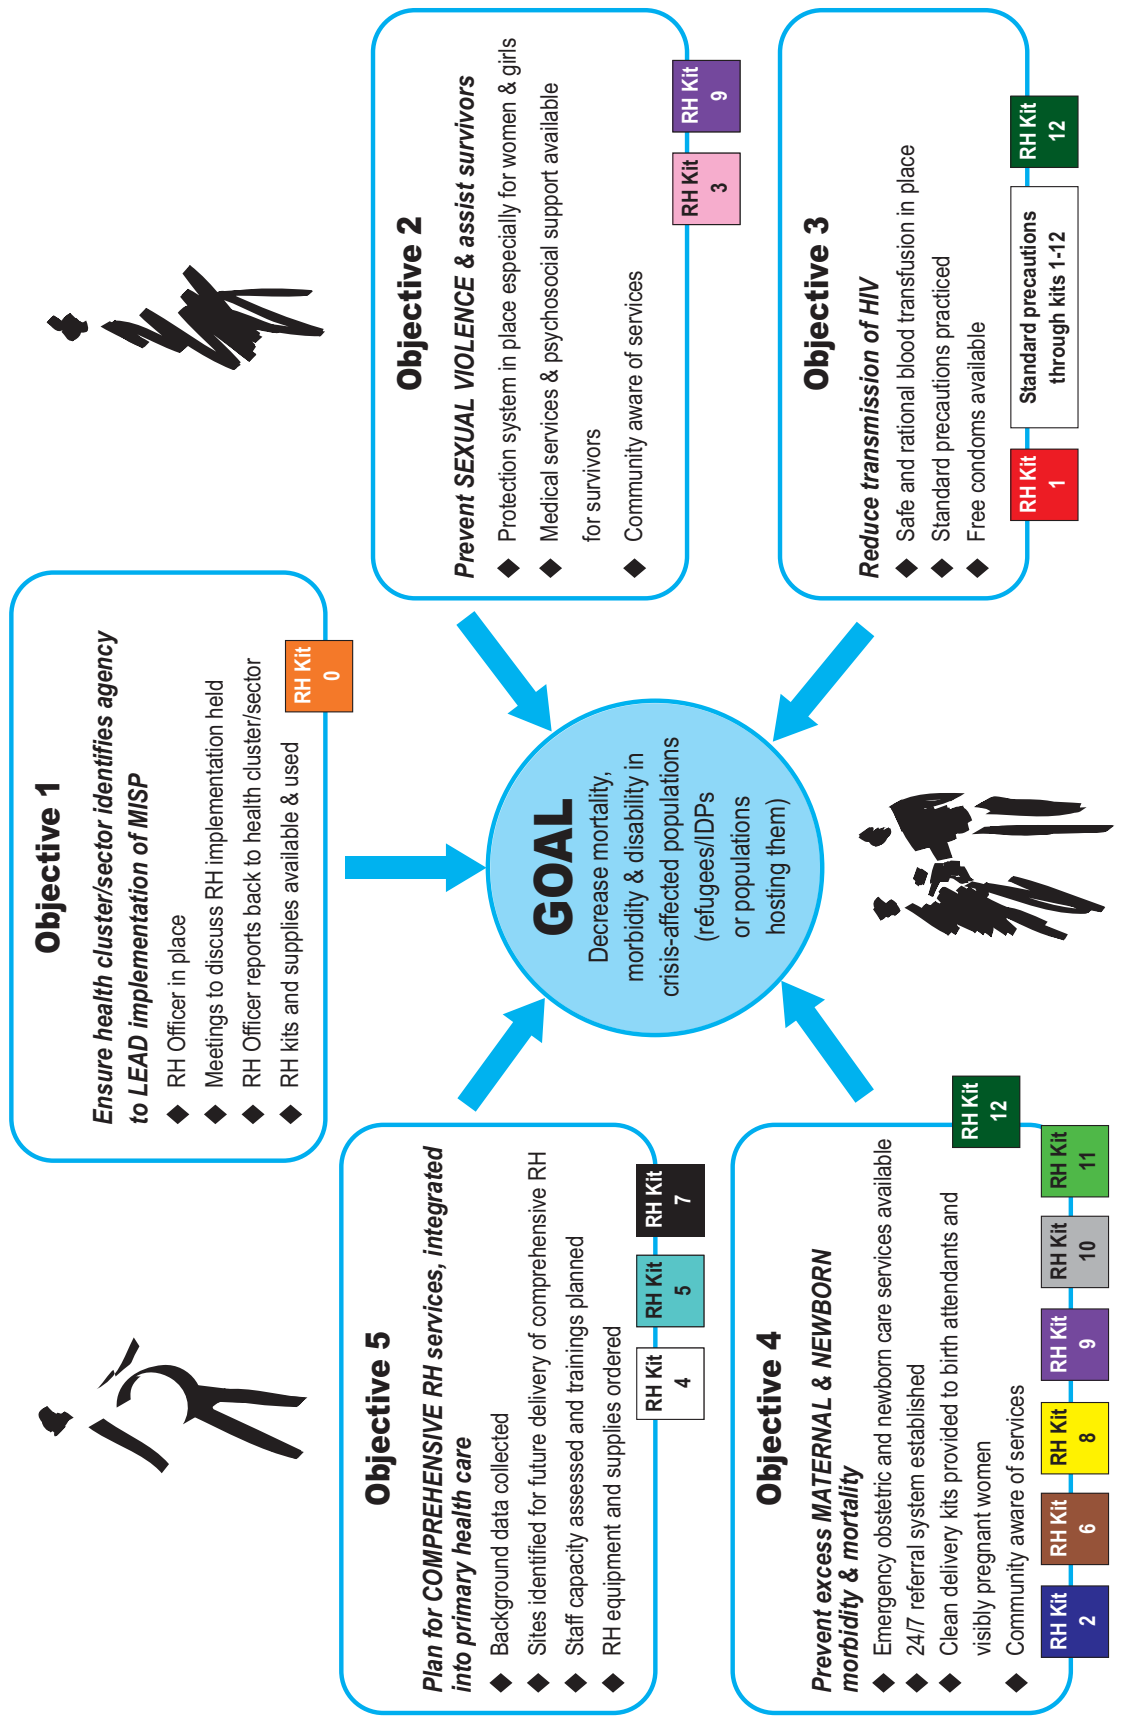 Objective 1
Ensure health cluster/sector identifies agency
to LEAD implementation of MISP
◆ RH Officer in place
◆ Meetings to discuss RH implementation held
◆ RH Officer reports back to health cluster/sector
◆ RH kits and supplies available & used
RH Kit
0
Objective 2
Prevent SEXUAL VIOLENCE & assist survivors
◆ Protection system in place especially for women & girls
◆ Medical services & psychosocial support available
for survivors
◆ Community aware of services
RH Kit
3
RH Kit
9
Objective 3
Reduce transmission of HIV
◆ Safe and rational blood transfusion in place
◆ Standard precautions practiced
◆ Free condoms available
RH Kit
1
Standard precautions
through kits 1-12
RH Kit
12
Objective 4
Prevent excess MATERNAL & NEWBORN
morbidity & mortality
◆ Emergency obstetric and newborn care services available
◆ 24/7 referral system established
◆ Clean delivery kits provided to birth attendants and
visibly pregnant women
◆ Community aware of services
RH Kit
2
RH Kit
6
RH Kit
8
RH Kit
9
RH Kit
10
RH Kit
11
RH Kit
12
Objective 5
Plan for COMPREHENSIVE RH services, integrated
into primary health care
◆ Background data collected
◆ Sites identified for future delivery of comprehensive RH
◆ Staff capacity assessed and trainings planned
◆ RH equipment and supplies ordered
RH Kit
4
RH Kit
5
RH Kit
7
GOAL
Decrease mortality,
morbidity & disability in
crisis-affected populations
(refugees/IDPs
or populations
hosting them)